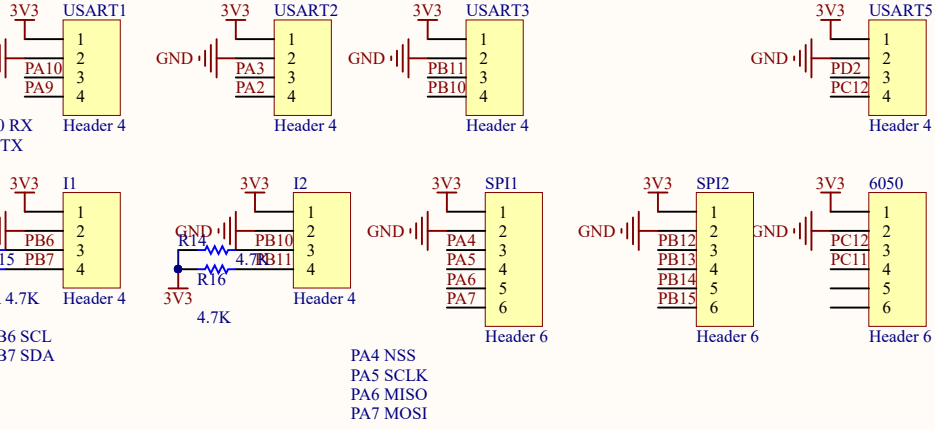 3V3 USART1
1
2
PA10 3
PA9 4
Header 4
0 RX
TX
3V3 USART2
GND
1
2
PA3 3
PA2 4
Header 4
3V3 USART3
GND
1
2
PB11 3
PB10 4
Header 4
3V3 USART5
GND
1
2
PD2 3
PC12 4
Header 4
3V3 I1
1
2
PB6 3
15 PB7 4
4.7K Header 4
B6 SCL
B7 SDA
3V3 I2
GND
1
2
R14 PB10 3
4.7K PB11 4
R16
3V3 Header 4
4.7K
3V3 SPI1
GND
1
2
PA4 3
PA5 4
PA6 5
PA7 6
Header 6
PA4 NSS
PA5 SCLK
PA6 MISO
PA7 MOSI
3V3 SPI2
GND
1
2
PB12 3
PB13 4
PB14 5
PB15 6
Header 6
3V3 6050
GND
1
2
PC12 3
PC11 4
5
6
Header 6